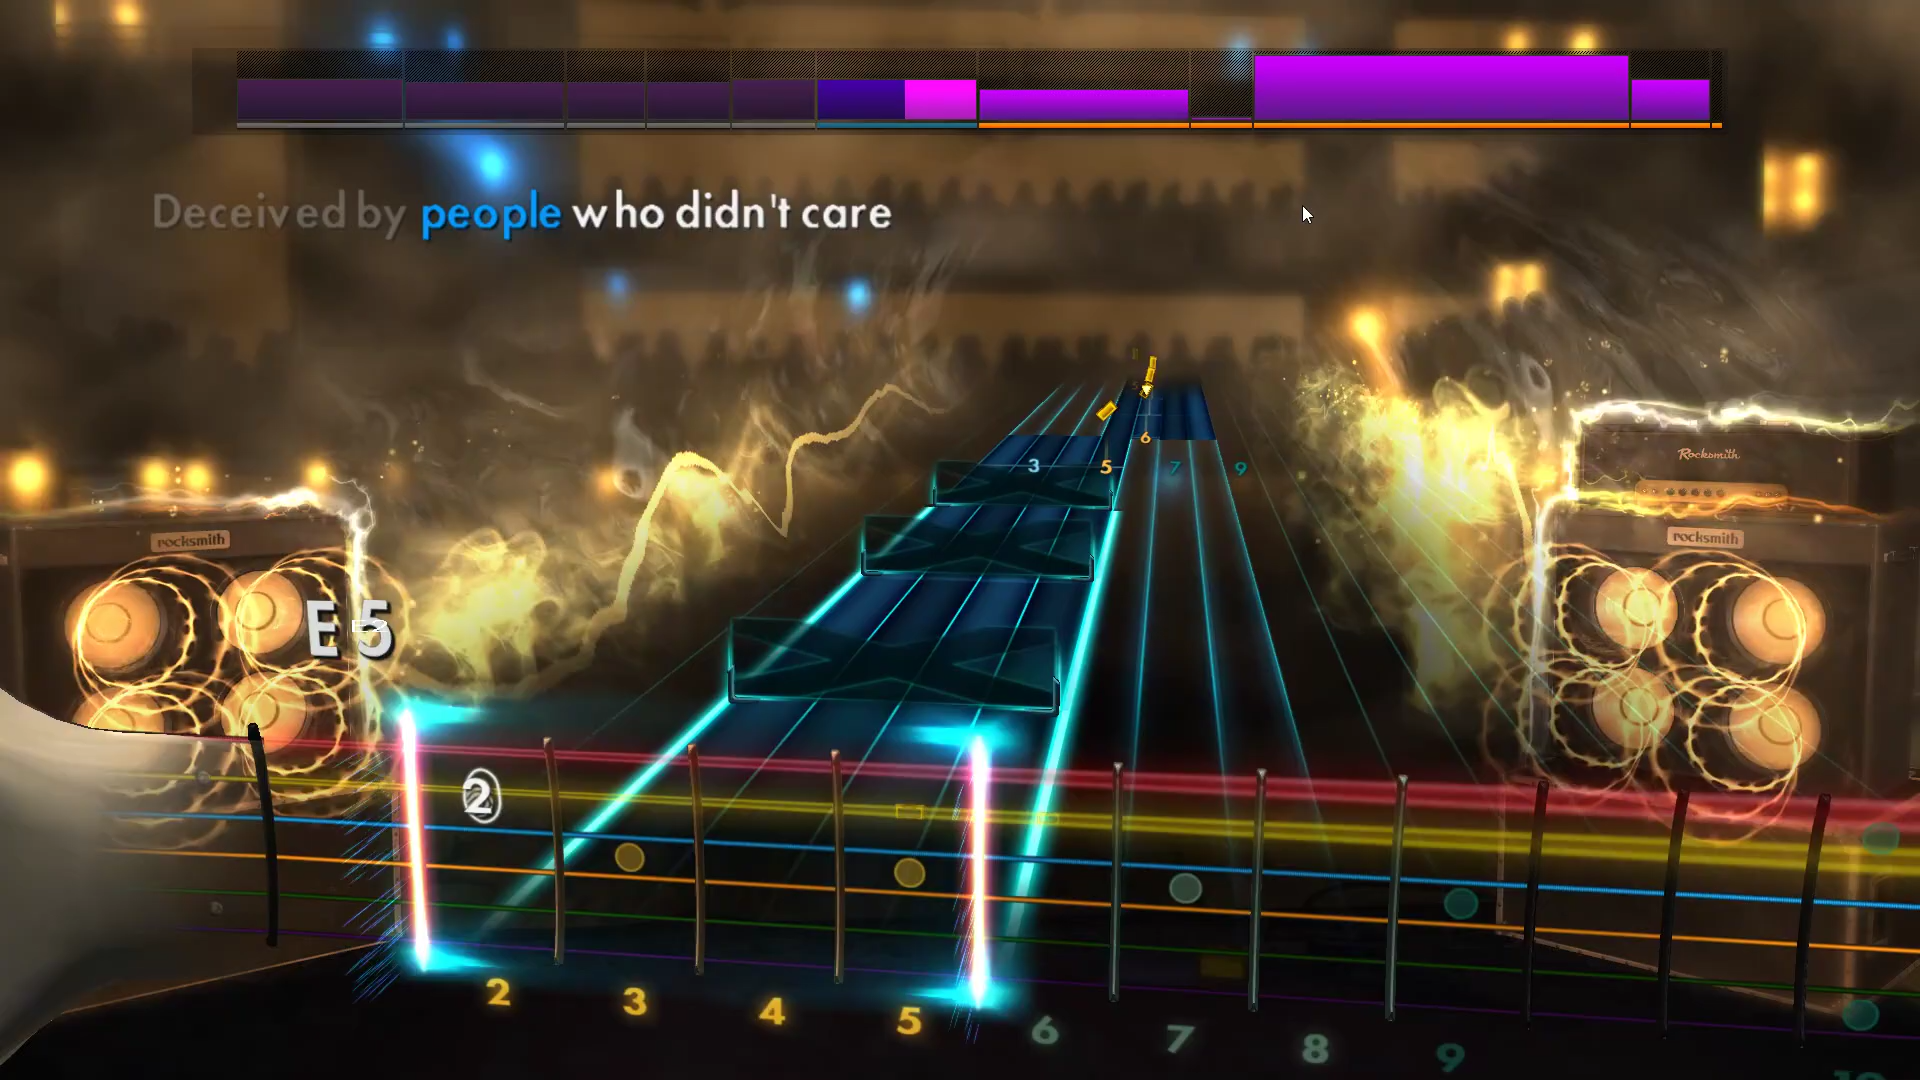 Deceived by people who didn't care
Rocksmith
3 5 6 7 9
rocksmith
rocksmith
E 5
2
2 3 4 5 6 7 8 9